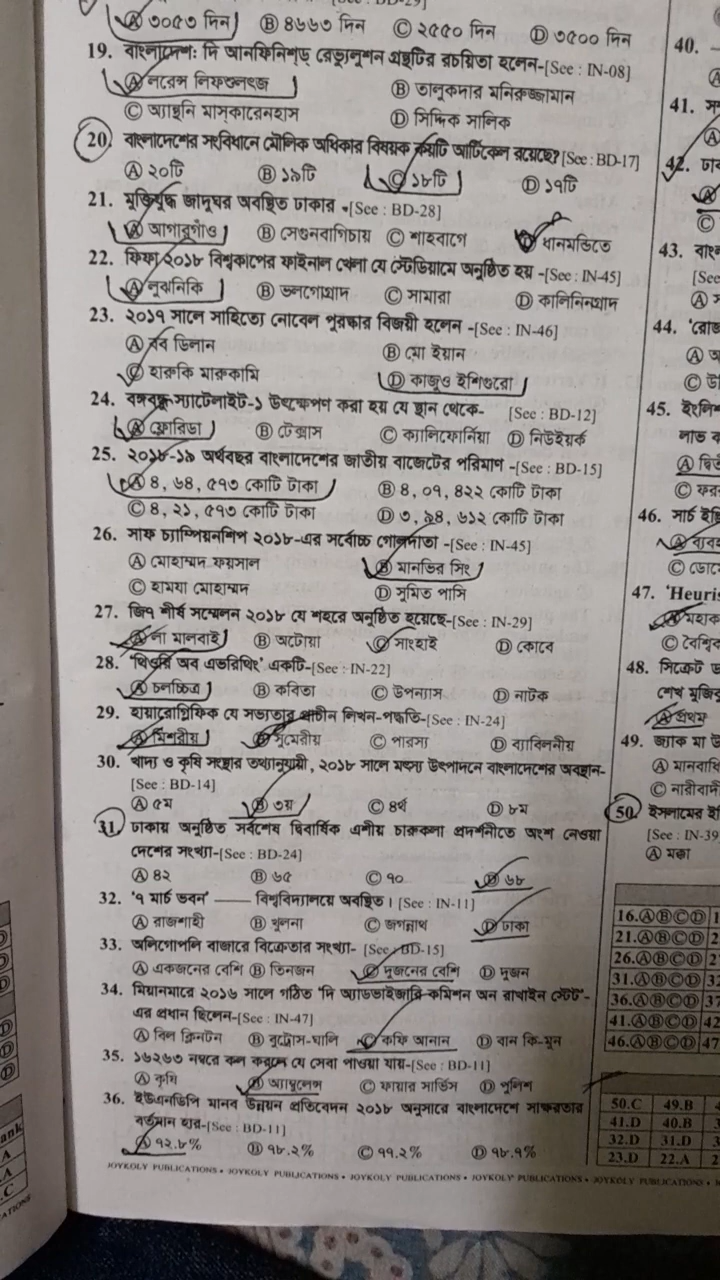 Ⓐ ৩০৫৩ দিন Ⓑ ৪৬৬৩ দিন Ⓒ ২৫৫০ দিন Ⓓ ৩৫০০ দিন
19. বাংলাদেশ: দি আনফিনিশ্‌ড্ রেভ্যুলুশন গ্রন্থটির রচয়িতা হলেন-[See : IN-08]
Ⓐ লরেন্স লিফশুলৎজ Ⓑ তালুকদার মনিরুজ্জামান
Ⓒ অ্যান্থনি মাসকারেনহাস Ⓓ সিদ্দিক সালিক
20. বাংলাদেশের সংবিধানে মৌলিক অধিকার বিষয়ক কয়টি আর্টিকেল রয়েছে? [See : BD-17]
Ⓐ ২০টি Ⓑ ১৯টি Ⓒ ১৮টি Ⓓ ১৭টি
21. মুক্তিযুদ্ধ জাদুঘর অবস্থিত ঢাকার -[See : BD-28]
Ⓐ আগারগাঁও Ⓑ সেগুনবাগিচায় Ⓒ শাহবাগে Ⓓ ধানমন্ডিতে
22. ফিফা ২০১৮ বিশ্বকাপের ফাইনাল খেলা যে স্টেডিয়ামে অনুষ্ঠিত হয় -[See : IN-45]
Ⓐ লুঝনিকি Ⓑ ভলগোগ্রাদ Ⓒ সামারা Ⓓ কালিনিনগ্রাদ
23. ২০১৭ সালে সাহিত্যে নোবেল পুরস্কার বিজয়ী হলেন -[See : IN-46]
Ⓐ বব ডিলান Ⓑ মো ইয়ান
Ⓒ হারুকি মারুকামি Ⓓ কাজুও ইশিগুরো
24. বঙ্গবন্ধু স্যাটেলাইট-১ উৎক্ষেপণ করা হয় যে স্থান থেকে- [See : BD-12]
Ⓐ ফ্লোরিডা Ⓑ টেক্সাস Ⓒ ক্যালিফোর্নিয়া Ⓓ নিউইয়র্ক
25. ২০১৮-১৯ অর্থবছর বাংলাদেশের জাতীয় বাজেটের পরিমাণ -[See : BD-15]
Ⓐ ৪, ৬৪, ৫৭৩ কোটি টাকা Ⓑ ৪, ০৭, ৪২২ কোটি টাকা
Ⓒ ৪, ২১, ৫৭৩ কোটি টাকা Ⓓ ৩, ৯৪, ৬১২ কোটি টাকা
26. সাফ চ্যাম্পিয়নশিপ ২০১৮-এর সর্বোচ্চ গোলদাতা -[See : IN-45]
Ⓐ মোহাম্মদ ফয়সাল Ⓑ মানভির সিং
Ⓒ হামযা মোহাম্মদ Ⓓ সুমিত পাসি
27. জি৭ শীর্ষ সম্মেলন ২০১৮ যে শহরে অনুষ্ঠিত হয়েছে-[See : IN-29]
Ⓐ লা মালবাই Ⓑ অটোয়া Ⓒ সাংহাই Ⓓ কোবে
28. 'থিওরি অব এভরিথিং' একটি-[See : IN-22]
Ⓐ চলচ্চিত্র Ⓑ কবিতা Ⓒ উপন্যাস Ⓓ নাটক
29. হায়ারোগ্লিফিক যে সভ্যতার প্রাচীন লিখন-পদ্ধতি-[See : IN-24]
Ⓐ মিশরীয় Ⓑ সুমেরীয় Ⓒ পারস্য Ⓓ ব্যাবিলনীয়
30. খাদ্য ও কৃষি সংস্থার তথ্যানুযায়ী, ২০১৮ সালে মৎস্য উৎপাদনে বাংলাদেশের অবস্থান-
[See : BD-14]
Ⓐ ৫ম Ⓑ ৩য় Ⓒ ৪র্থ Ⓓ ৮ম
31. ঢাকায় অনুষ্ঠিত সর্বশেষ দ্বিবার্ষিক এশীয় চারুকলা প্রদর্শনীতে অংশ নেওয়া
দেশের সংখ্যা-[See : BD-24]
Ⓐ ৪২ Ⓑ ৬৫ Ⓒ ৭০ Ⓓ ৬৮
32. '৭ মার্চ ভবন' —— বিশ্ববিদ্যালয়ে অবস্থিত। [See : IN-11]
Ⓐ রাজশাহী Ⓑ খুলনা Ⓒ জগন্নাথ Ⓓ ঢাকা
33. অলিগোপলি বাজারে বিক্রেতার সংখ্যা- [See : BD-15]
Ⓐ একজনের বেশি Ⓑ তিনজন Ⓒ দুজনের বেশি Ⓓ দুজন
34. মিয়ানমারে ২০১৬ সালে গঠিত 'দি অ্যাডভাইজারি কমিশন অন রাখাইন স্টেট'-
এর প্রধান ছিলেন-[See : IN-47]
Ⓐ বিল ক্লিনটন Ⓑ বুট্রোস-ঘালি Ⓒ কফি আনান Ⓓ বান কি-মুন
35. ১৬২৬৩ নম্বরে কল করলে যে সেবা পাওয়া যায়-[See : BD-11]
Ⓐ কৃষি Ⓑ অ্যাম্বুলেন্স Ⓒ ফায়ার সার্ভিস Ⓓ পুলিশ
36. ইউএনডিপি মানব উন্নয়ন প্রতিবেদন ২০১৮ অনুসারে বাংলাদেশে সাক্ষরতার
বর্তমান হার-[See : BD-11]
Ⓐ ৭২.৮% Ⓑ ৭৮.২% Ⓒ ৭৭.২% Ⓓ ৭৮.৭%
JOYKOLY PUBLICATIONS • JOYKOLY PUBLICATIONS • JOYKOLY PUBLICATIONS • JOYKOLY PUBLICATIONS • JOYKOLY PUBLICATIONS
40.
41.
42.
43.
[See
44.
45. ইংলি
লাভ
46. মার্চ
47. 'Heuris
48. সিক্রেট
শেখ মুজি
Ⓐ প্রথম
49. জ্যাক মা
Ⓐ মানবাধি
Ⓒ নারীবাদী
50. ইসলামের
[See : IN-39
Ⓐ মক্কা
16.ⒶⒷⒸⒹ
21.ⒶⒷⒸⒹ 2
26.ⒶⒷⒸⒹ 2
31.ⒶⒷⒸⒹ 3
36.ⒶⒷⒸⒹ 37
41.ⒶⒷⒸⒹ 42
46.ⒶⒷⒸⒹ 47
50.C 49.B
41.D 40.B
32.D 31.D
23.D 22.A